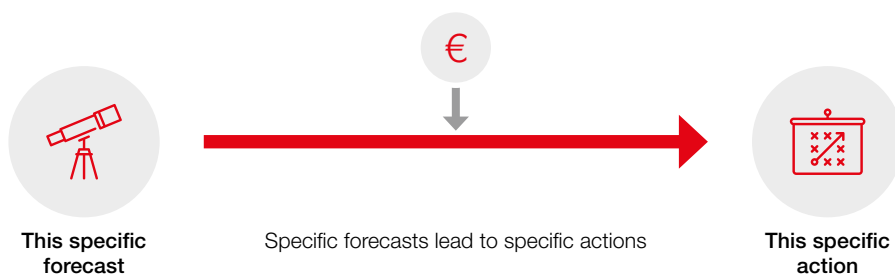 €
This specific
forecast
Specific forecasts lead to specific actions
This specific
action